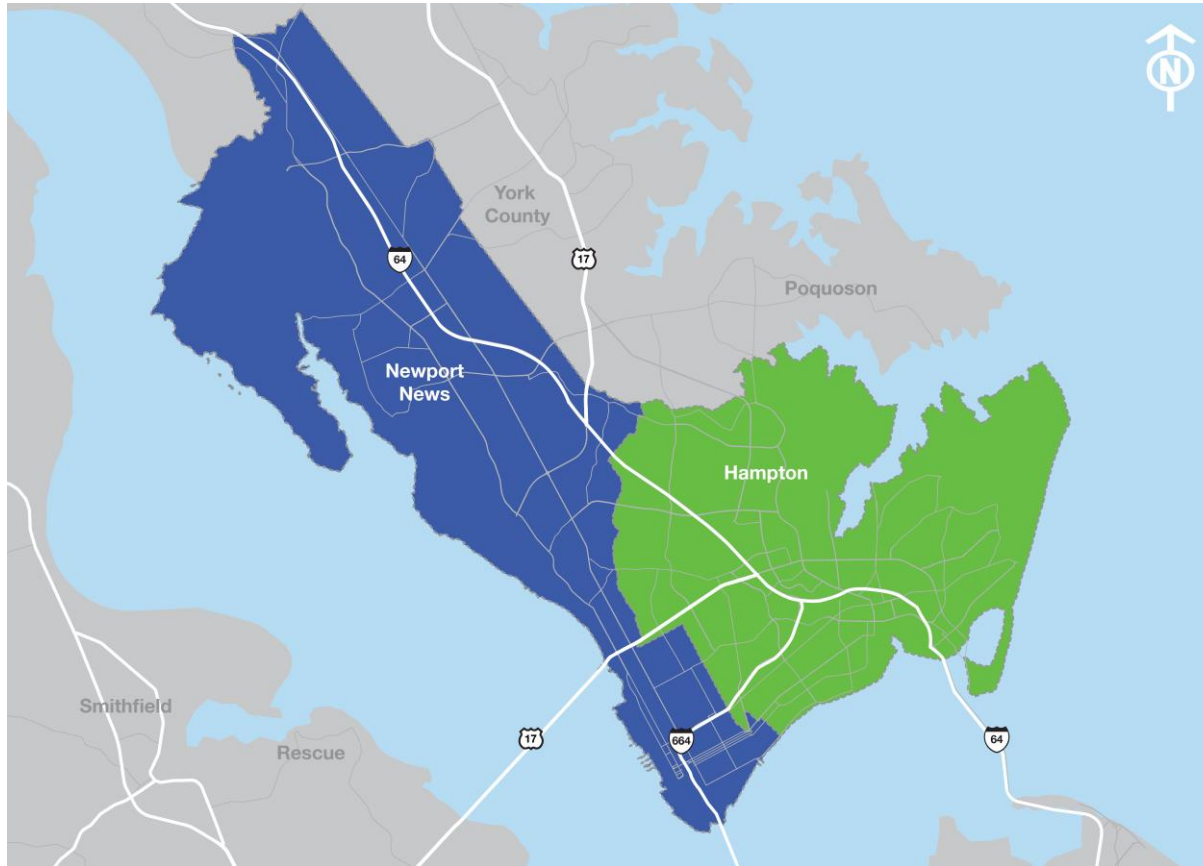 N
York
County
64
17
Poquoson
Newport
News
Hampton
Smithfield
Rescue
17
664
64